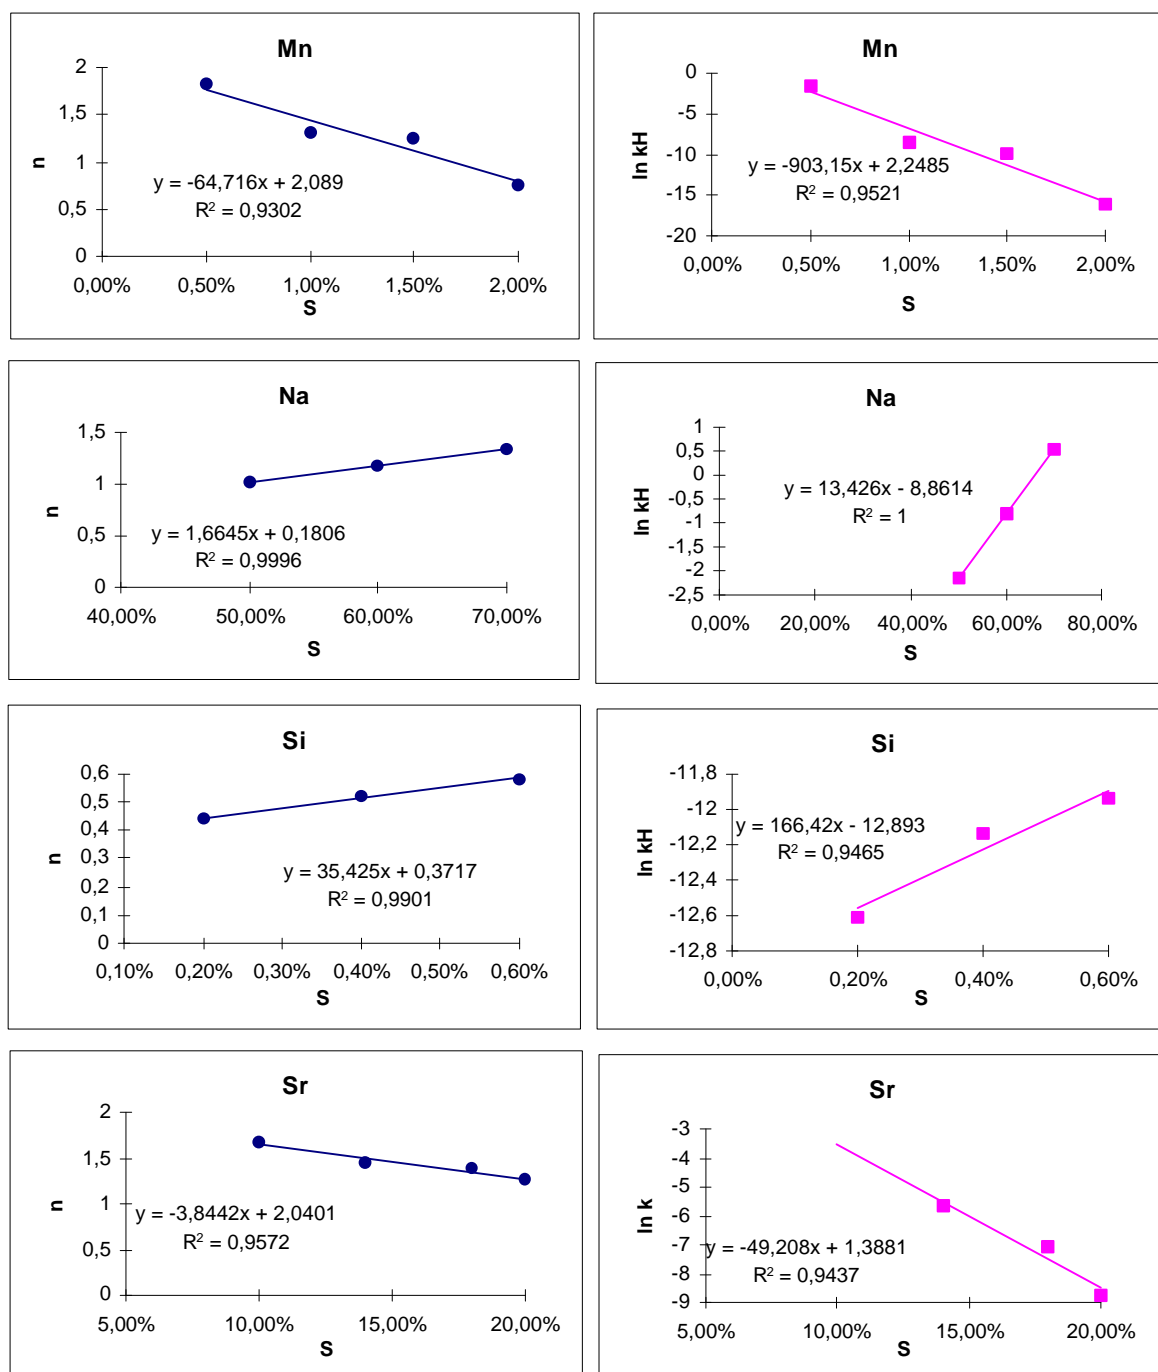 Mn
2
1,5
1
0,5
0
n
y = -64,716x + 2,089
R² = 0,9302
0,00% 0,50% 1,00% 1,50% 2,00%
S
Mn
0
-5
-10
-15
-20
ln kH
y = -903,15x + 2,2485
R² = 0,9521
0,00% 0,50% 1,00% 1,50% 2,00%
S
Na
1,5
1
0,5
0
n
y = 1,6645x + 0,1806
R² = 0,9996
40,00% 50,00% 60,00% 70,00%
S
Na
1
0,5
0
-0,5
-1
-1,5
-2
-2,5
ln kH
y = 13,426x - 8,8614
R² = 1
0,00% 20,00% 40,00% 60,00% 80,00%
S
Si
0,6
0,5
0,4
0,3
0,2
0,1
0
n
y = 35,425x + 0,3717
R² = 0,9901
0,10% 0,20% 0,30% 0,40% 0,50% 0,60%
S
Si
-11,8
-12
-12,2
-12,4
-12,6
-12,8
ln kH
y = 166,42x - 12,893
R² = 0,9465
0,00% 0,20% 0,40% 0,60%
S
Sr
2
1,5
1
0,5
0
n
y = -3,8442x + 2,0401
R² = 0,9572
5,00% 10,00% 15,00% 20,00%
S
Sr
-3
-4
-5
-6
-7
-8
-9
ln k
y = -49,208x + 1,3881
R² = 0,9437
5,00% 10,00% 15,00% 20,00%
S